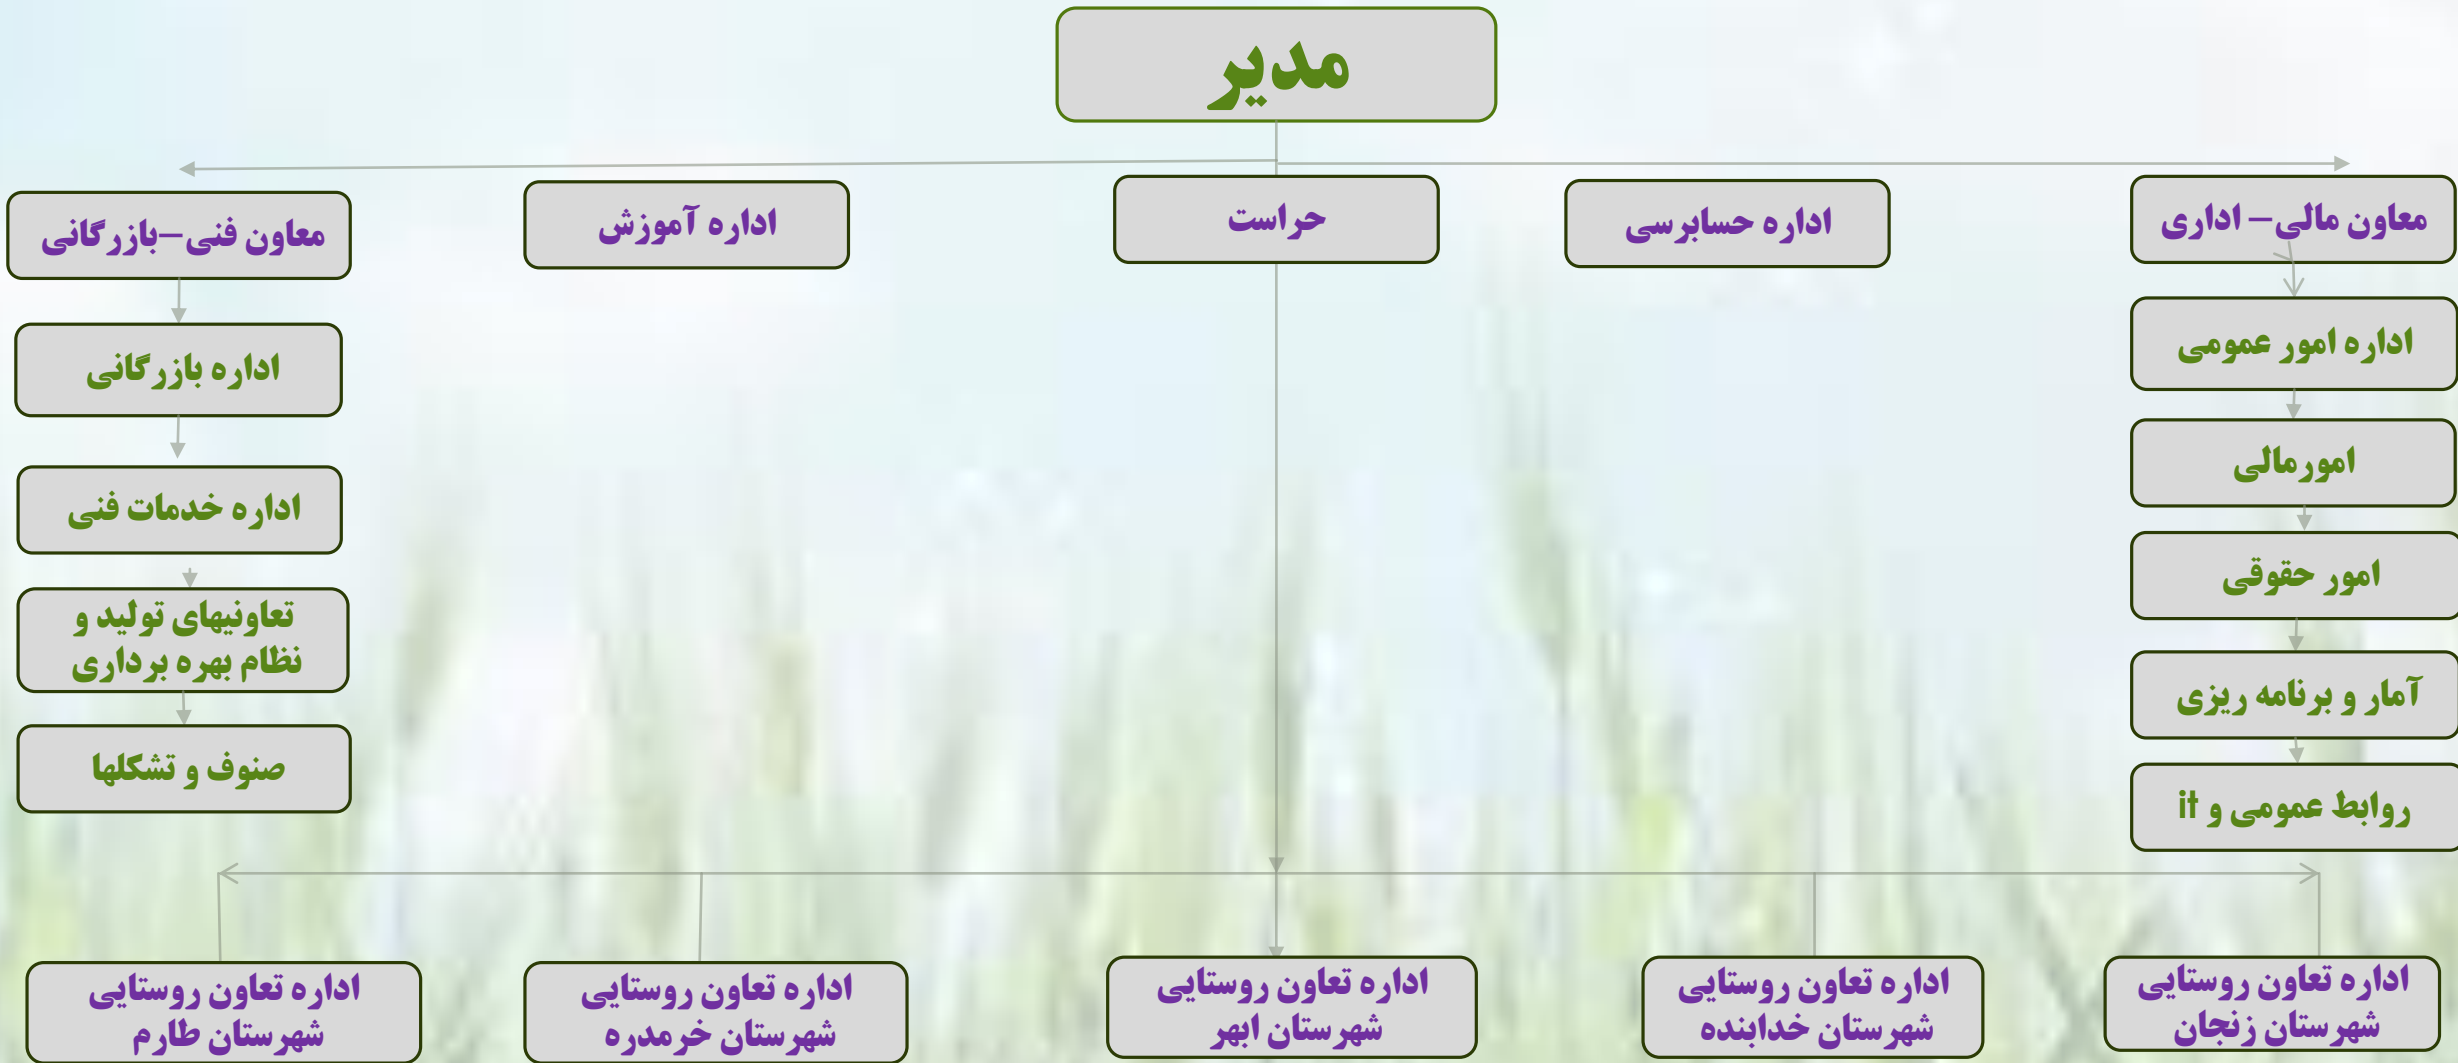 مدیر
معاون مالی– اداری
اداره حسابرسی
حراست
اداره آموزش
معاون فنی–بازرگانی
اداره امور عمومی
امورمالی
امور حقوقی
آمار و برنامه ریزی
روابط عمومی و it
اداره بازرگانی
اداره خدمات فنی
تعاونیهای تولید و
نظام بهره برداری
صنوف و تشکلها
اداره تعاون روستایی
شهرستان زنجان
اداره تعاون روستایی
شهرستان خدابنده
اداره تعاون روستایی
شهرستان ابهر
اداره تعاون روستایی
شهرستان خرمدره
اداره تعاون روستایی
شهرستان طارم